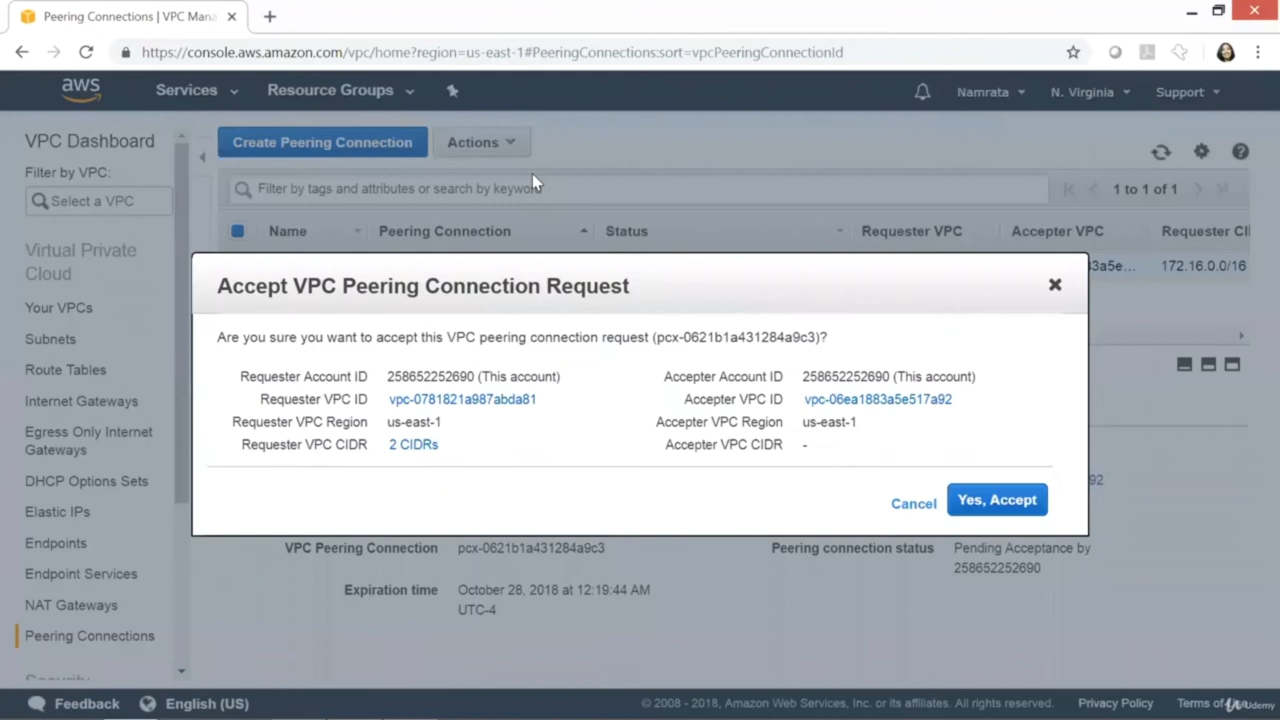 Peering Connections | VPC Mana
https://console.aws.amazon.com/vpc/home?region=us-east-1#PeeringConnections:sort=vpcPeeringConnectionId
aws Services Resource Groups Namrata N. Virginia Support
VPC Dashboard
Filter by VPC:
Select a VPC
Virtual Private
Cloud
Your VPCs
Subnets
Route Tables
Internet Gateways
Egress Only Internet
Gateways
DHCP Options Sets
Elastic IPs
Endpoints
Endpoint Services
NAT Gateways
Peering Connections
Security
Create Peering Connection Actions
Filter by tags and attributes or search by keyword
1 to 1 of 1
Name Peering Connection Status Requester VPC Accepter VPC Requester CI
83a5e... 172.16.0.0/16
Accept VPC Peering Connection Request
Are you sure you want to accept this VPC peering connection request (pcx-0621b1a431284a9c3)?
Requester Account ID 258652252690 (This account) Accepter Account ID 258652252690 (This account)
Requester VPC ID vpc-0781821a987abda81 Accepter VPC ID vpc-06ea1883a5e517a92
Requester VPC Region us-east-1 Accepter VPC Region us-east-1
Requester VPC CIDR 2 CIDRs Accepter VPC CIDR -
Cancel Yes, Accept
92
VPC Peering Connection pcx-0621b1a431284a9c3 Peering connection status Pending Acceptance by
258652252690
Expiration time October 28, 2018 at 12:19:44 AM
UTC-4
Feedback English (US) © 2008 - 2018, Amazon Web Services, Inc. or its affiliates. All rights reserved. Privacy Policy Terms of
Udemy